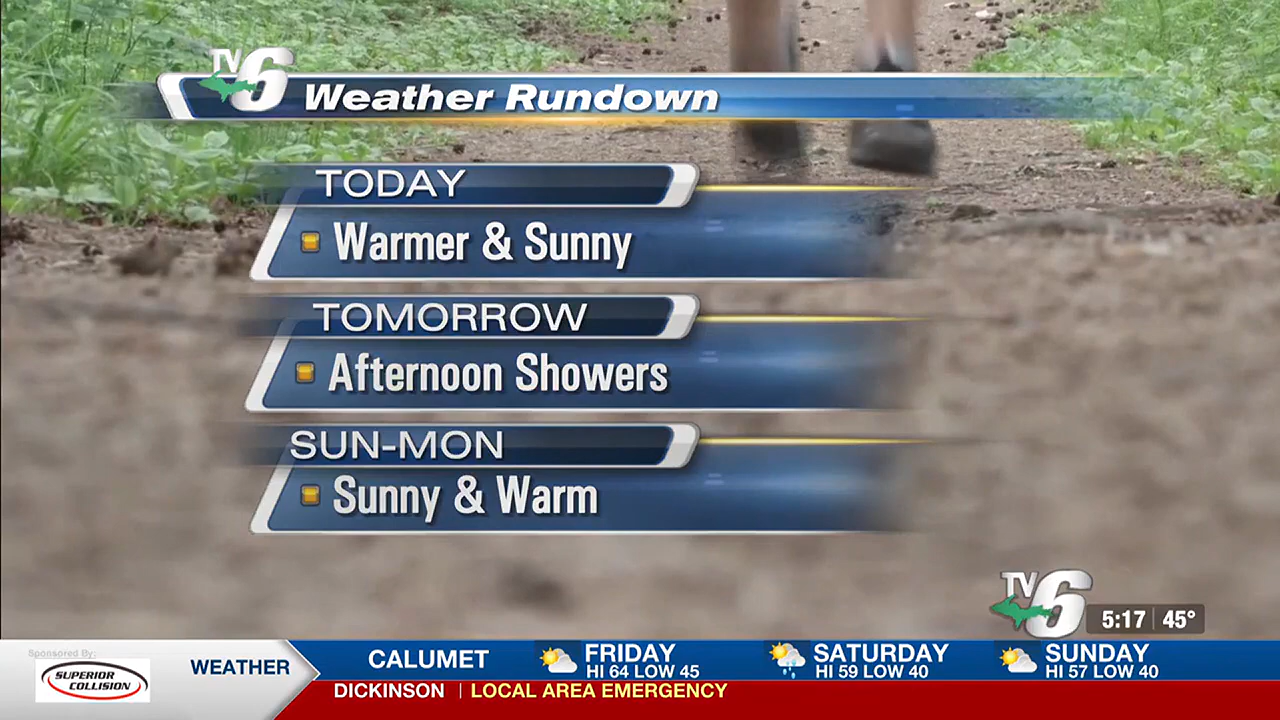 TV6
Weather Rundown
TODAY
Warmer & Sunny
TOMORROW
Afternoon Showers
SUN-MON
Sunny & Warm
TV6
5:17 45°
Sponsored By:
SUPERIOR
COLLISION
WEATHER
CALUMET
FRIDAY
HI 64 LOW 45
SATURDAY
HI 59 LOW 40
SUNDAY
HI 57 LOW 40
DICKINSON | LOCAL AREA EMERGENCY